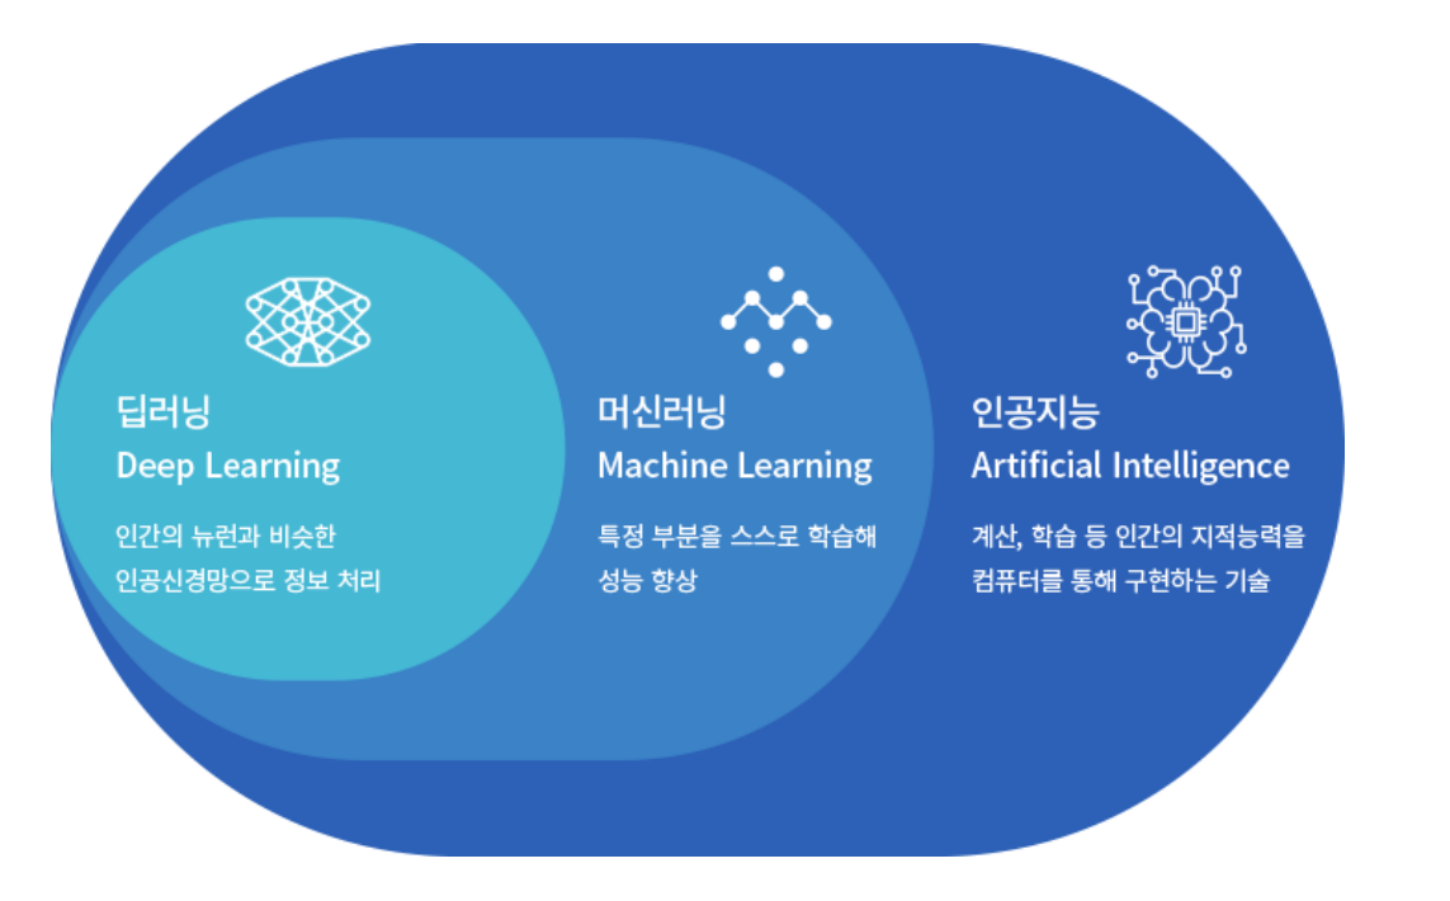 딥러닝
Deep Learning
인간의 뉴런과 비슷한
인공신경망으로 정보 처리
머신러닝
Machine Learning
특정 부분을 스스로 학습해
성능 향상
인공지능
Artificial Intelligence
계산, 학습 등 인간의 지적능력을
컴퓨터를 통해 구현하는 기술